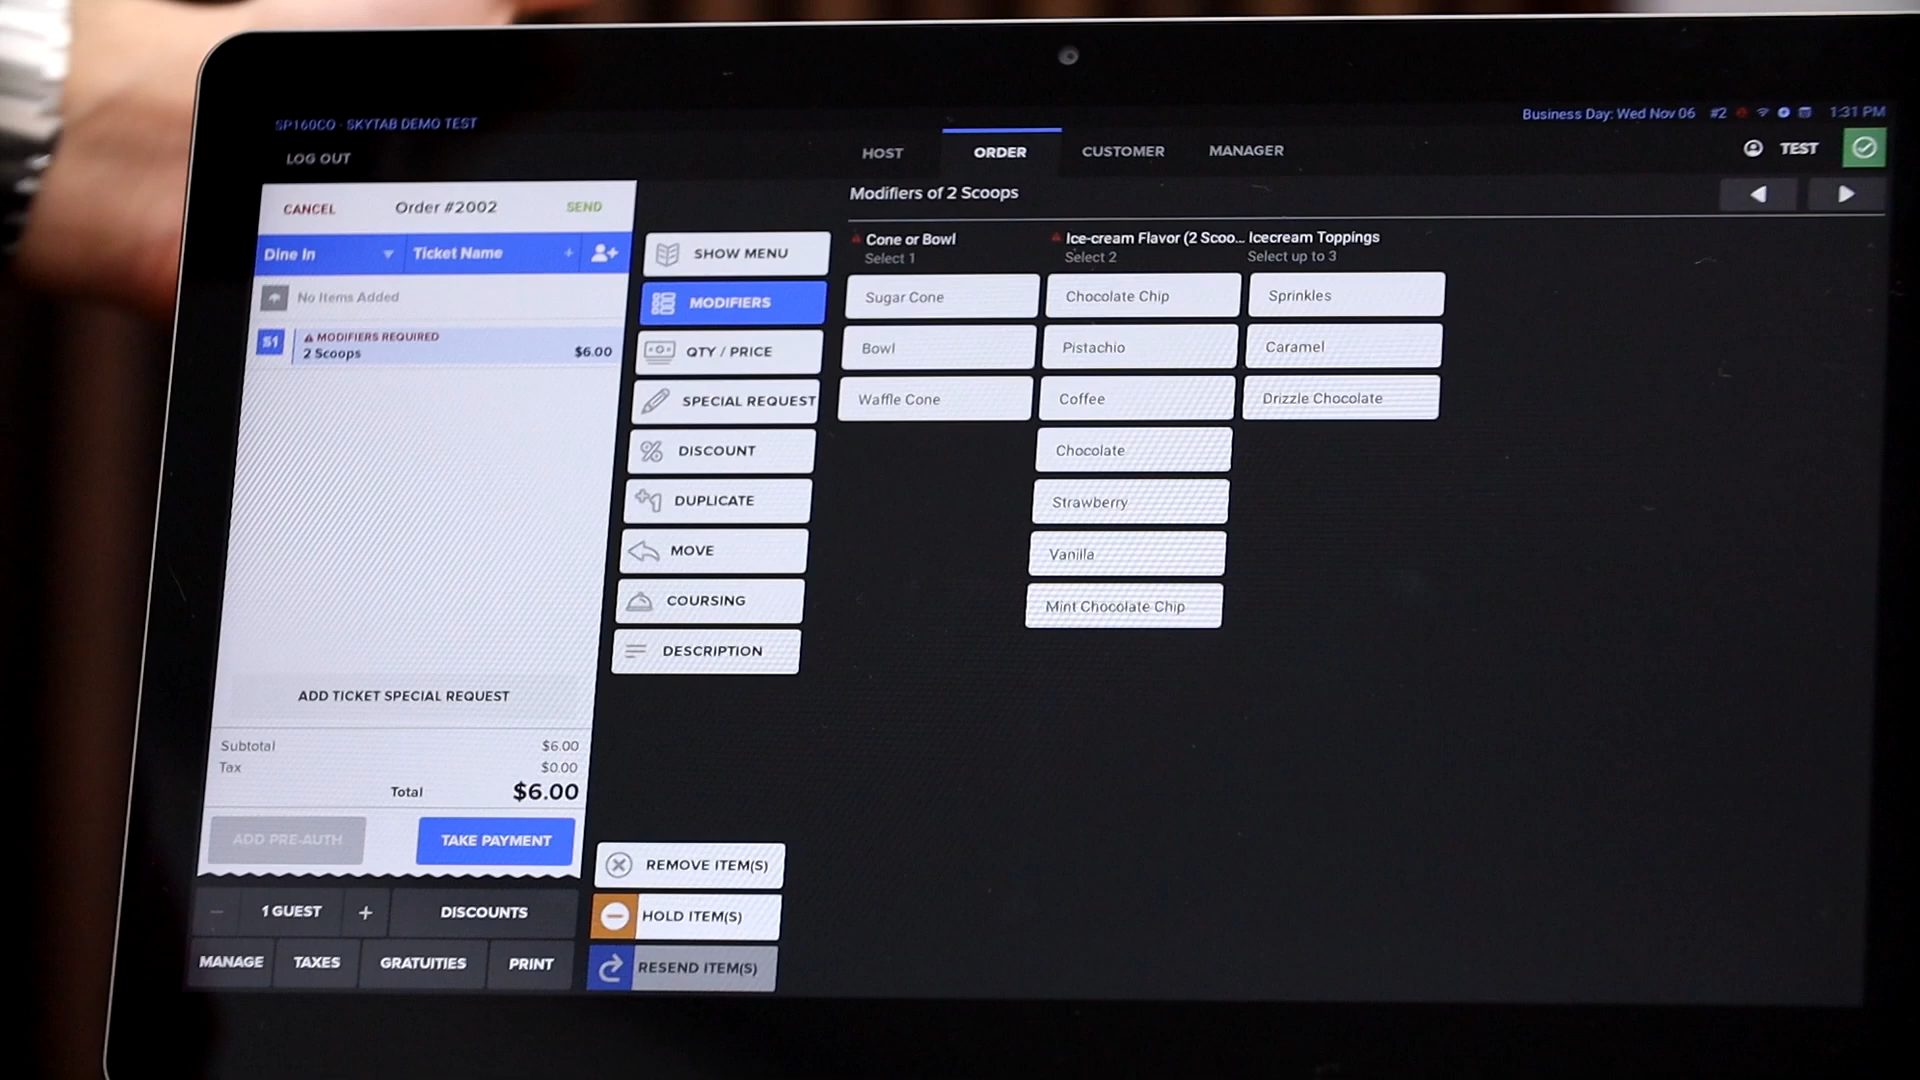 SP160CO - SKYTAB DEMO TEST
Business Day: Wed Nov 06 #2 1:31 PM
LOG OUT
HOST
ORDER
CUSTOMER
MANAGER
TEST
CANCEL
Order #2002
SEND
Dine In
Ticket Name +
No Items Added
S1
MODIFIERS REQUIRED
2 Scoops $6.00
ADD TICKET SPECIAL REQUEST
Subtotal $6.00
Tax $0.00
Total $6.00
ADD PRE-AUTH
TAKE PAYMENT
− 1 GUEST +
DISCOUNTS
MANAGE
TAXES
GRATUITIES
PRINT
SHOW MENU
MODIFIERS
QTY / PRICE
SPECIAL REQUEST
DISCOUNT
DUPLICATE
MOVE
COURSING
DESCRIPTION
REMOVE ITEM(S)
HOLD ITEM(S)
RESEND ITEM(S)
Modifiers of 2 Scoops
Cone or Bowl
Select 1
Sugar Cone
Bowl
Waffle Cone
Ice-cream Flavor (2 Scoo...
Select 2
Chocolate Chip
Pistachio
Coffee
Chocolate
Strawberry
Vanilla
Mint Chocolate Chip
Icecream Toppings
Select up to 3
Sprinkles
Caramel
Drizzle Chocolate